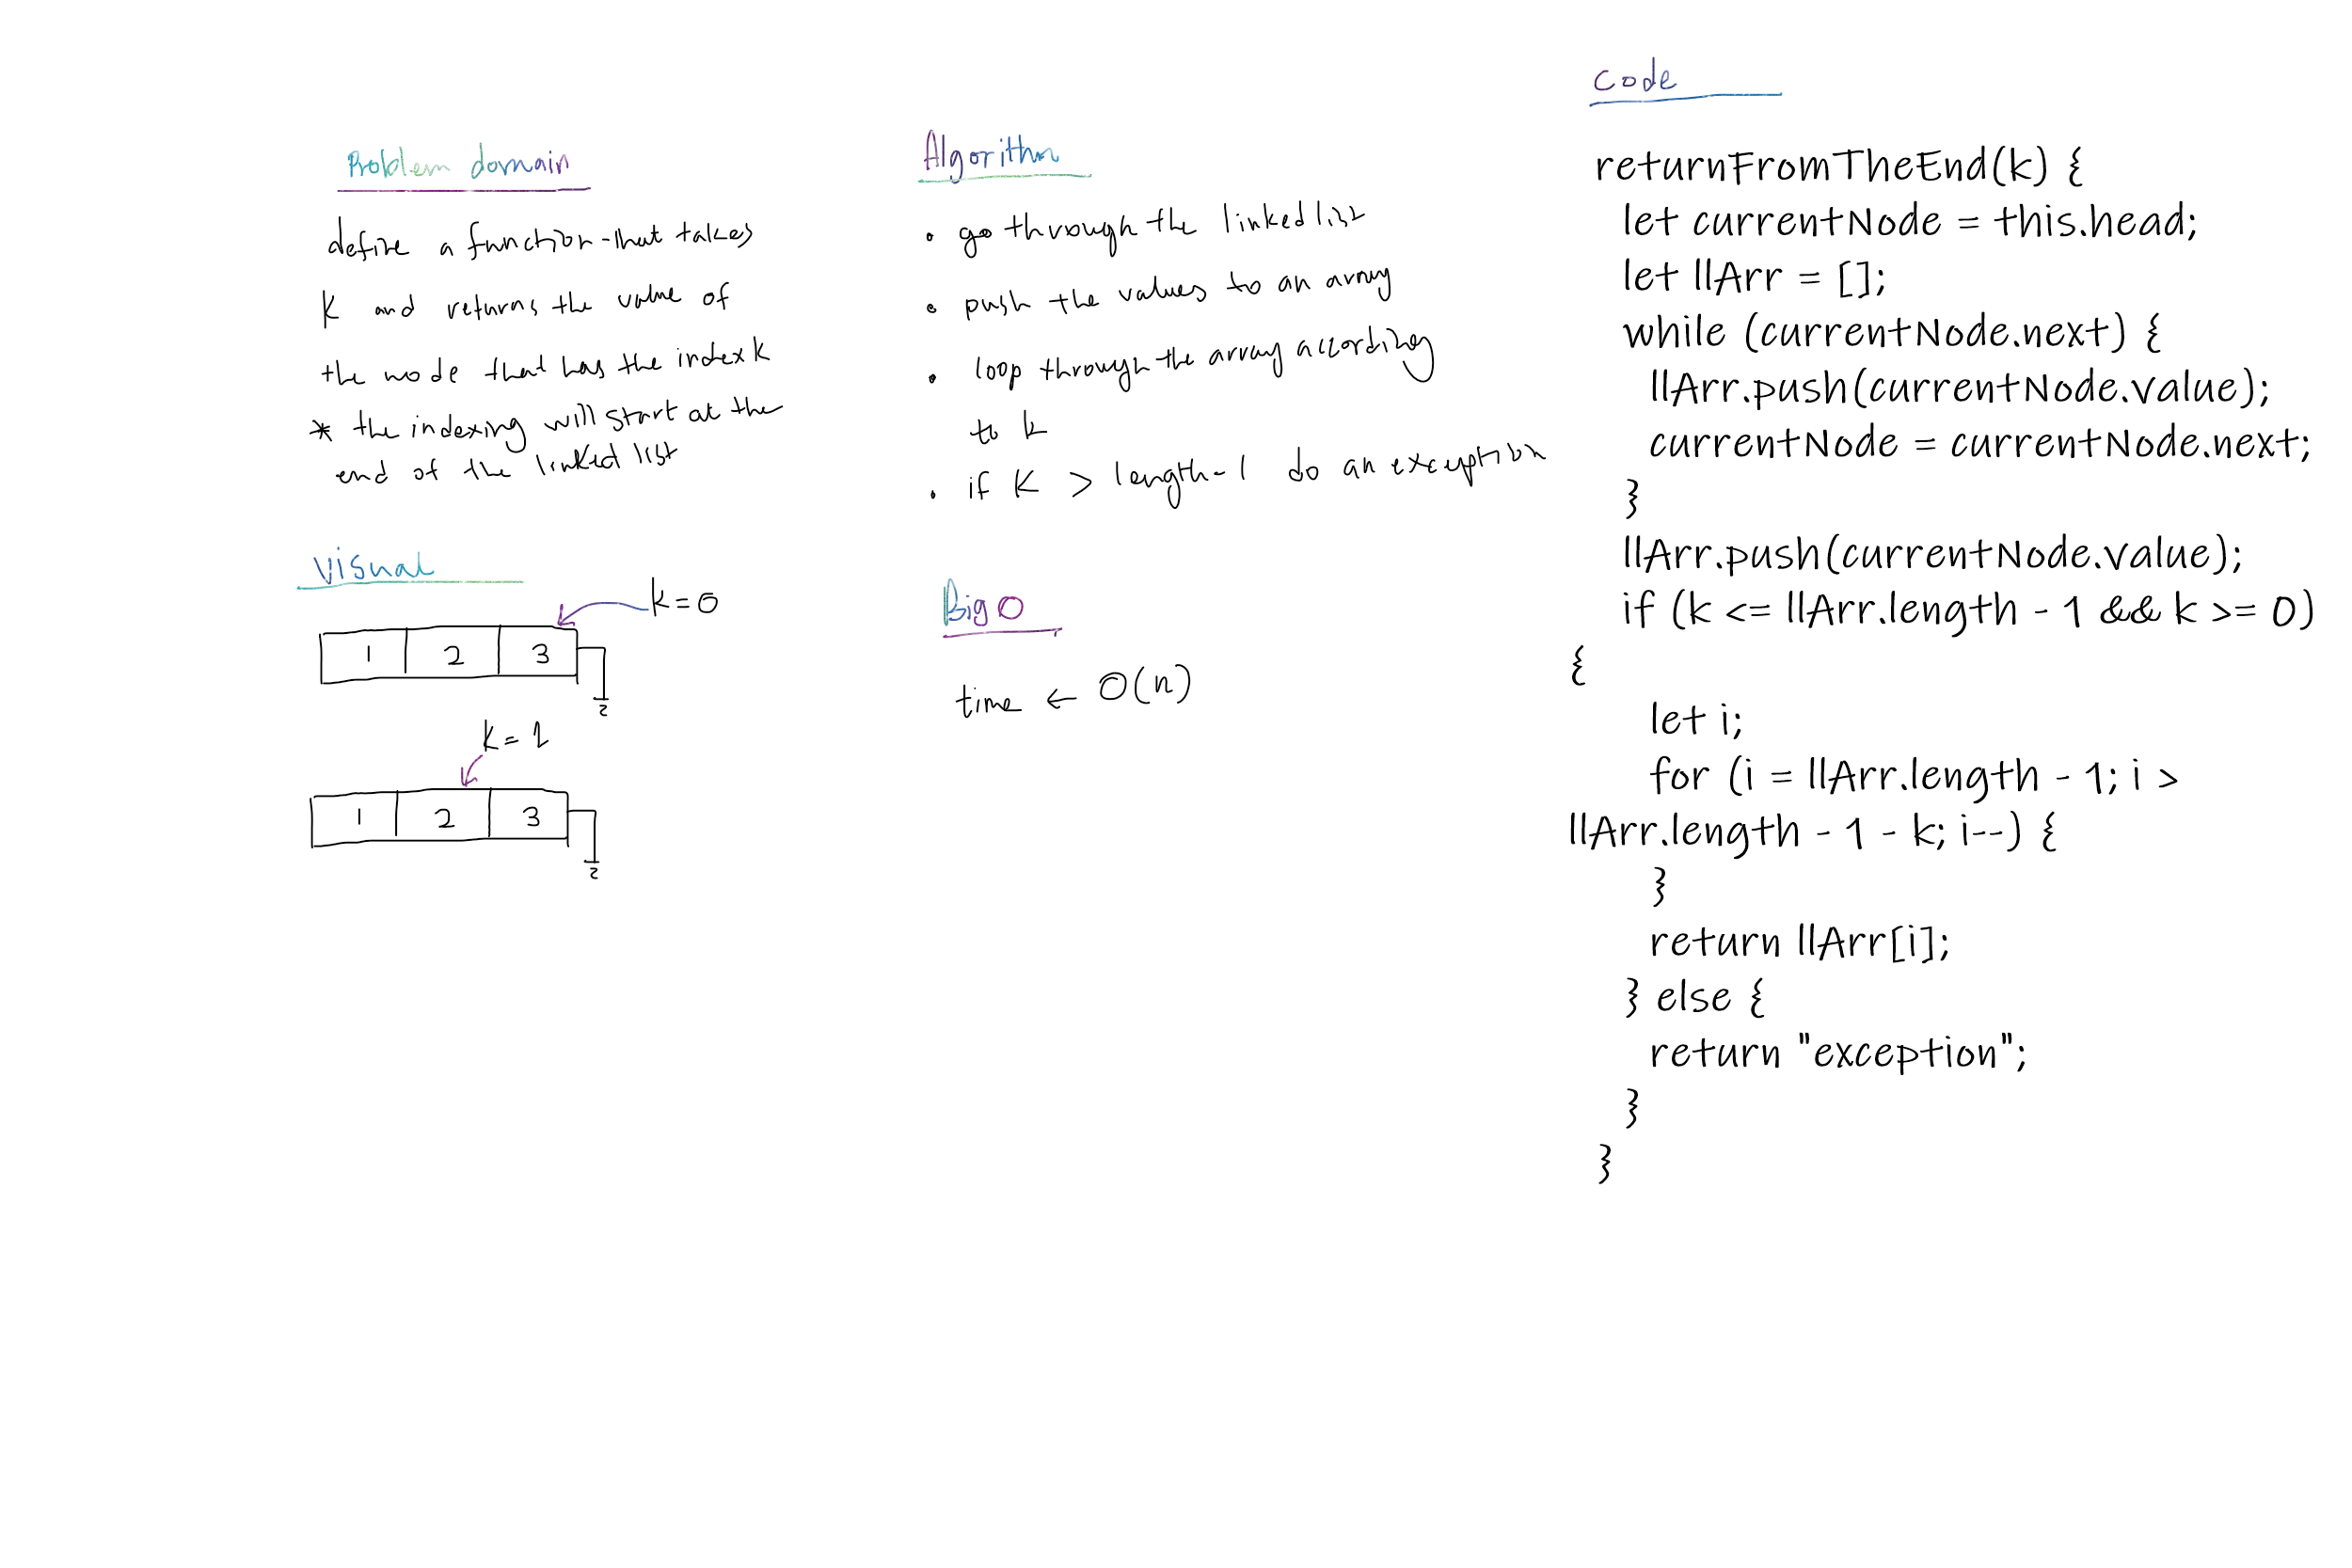 Problem domain
define a function that takes
K and returns the value of
the node that has the index k
* the indexing will start at the
end of the linked list
Visual
k=0
1 2 3
k=1
1 2 3
Algorithm
• go through the linked list
• push the values to an array
• loop through the array according
to k
• if K > length-1 do an exception
Big O
time ← O(n)
code
returnFromTheEnd(k) {
let currentNode = this.head;
let llArr = [];
while (currentNode.next) {
llArr.push(currentNode.value);
currentNode = currentNode.next;
}
llArr.push(currentNode.value);
if (k <= llArr.length - 1 && k >= 0)
{
let i;
for (i = llArr.length - 1; i >
llArr.length - 1 - k; i--) {
}
return llArr[i];
} else {
return "exception";
}
}